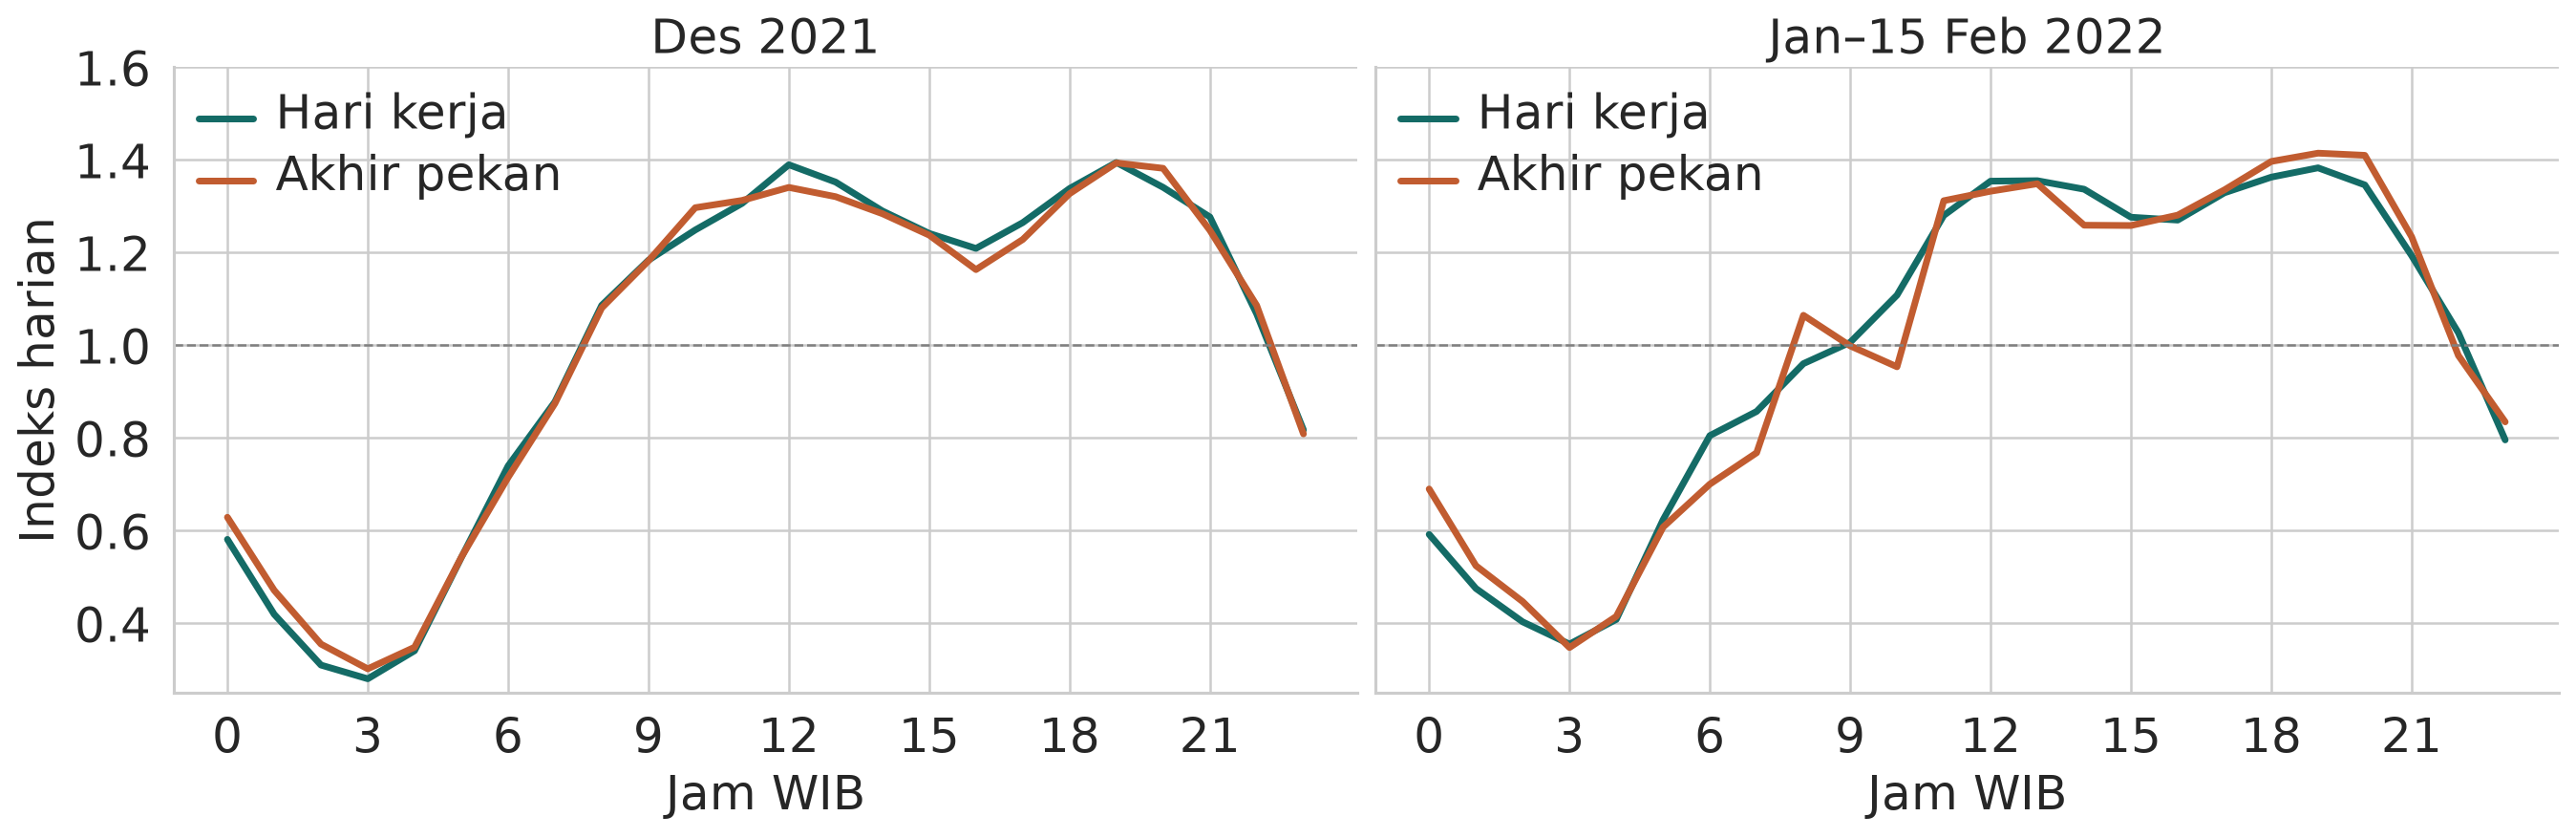 Des 2021
Jan–15 Feb 2022
Indeks harian
1.6
1.4
1.2
1.0
0.8
0.6
0.4
Hari kerja
Akhir pekan
0 3 6 9 12 15 18 21
Jam WIB
Hari kerja
Akhir pekan
0 3 6 9 12 15 18 21
Jam WIB